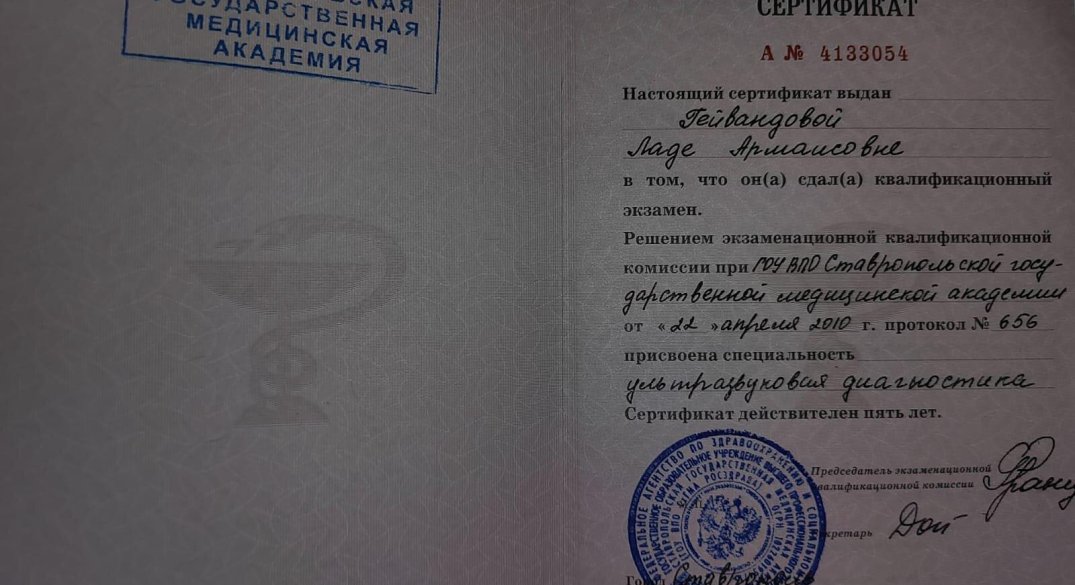 ГОСУДАРСТВЕННАЯ
МЕДИЦИНСКАЯ
АКАДЕМИЯ
СЕРТИФИКАТ
А № 4133054
Настоящий сертификат выдан
Гейвандовой
Ладе Армаисовне
в том, что он(а) сдал(а) квалификационный
экзамен.
Решением экзаменационной квалификационной
комиссии при ГОУ ВПО Ставропольской госу-
дарственной медицинской академии
от «22 » апреля 2010 г. протокол № 656
присвоена специальность
ультразвуковая диагностика
Сертификат действителен пять лет.
Председатель экзаменационной
квалификационной комиссии